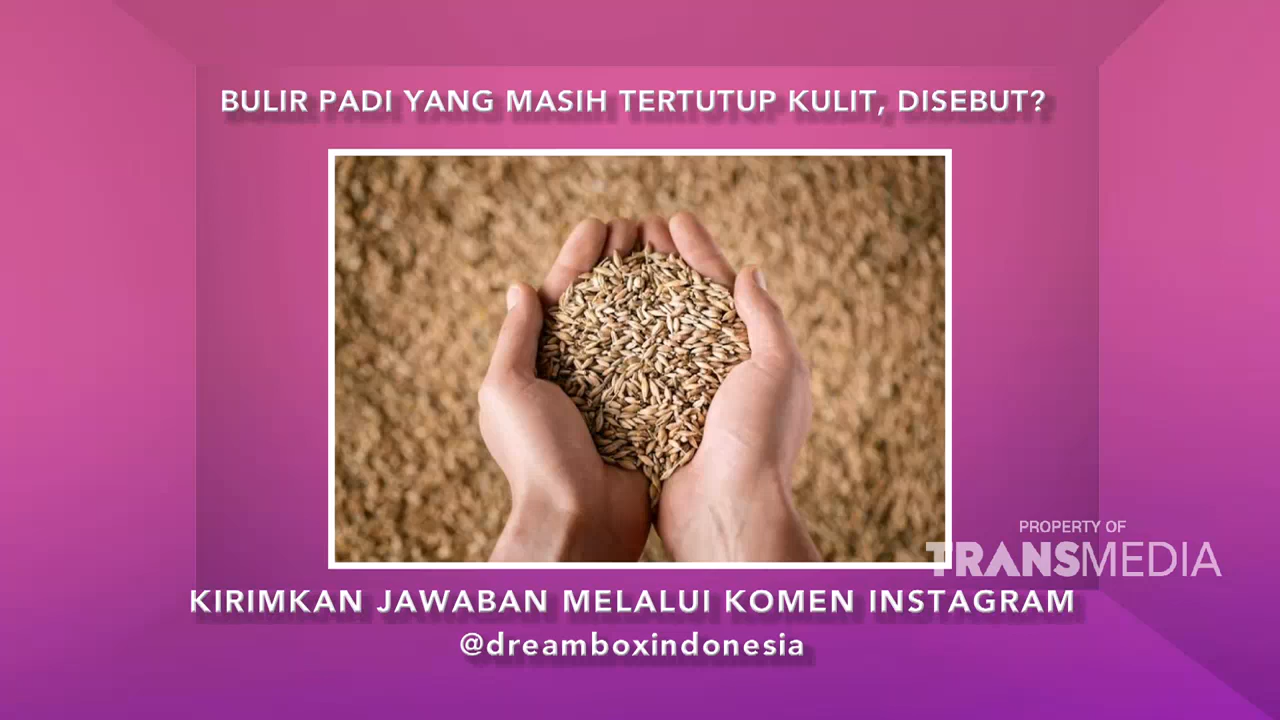 BULIR PADI YANG MASIH TERTUTUP KULIT, DISEBUT?
PROPERTY OF
TRANSMEDIA
KIRIMKAN JAWABAN MELALUI KOMEN INSTAGRAM
@dreamboxindonesia